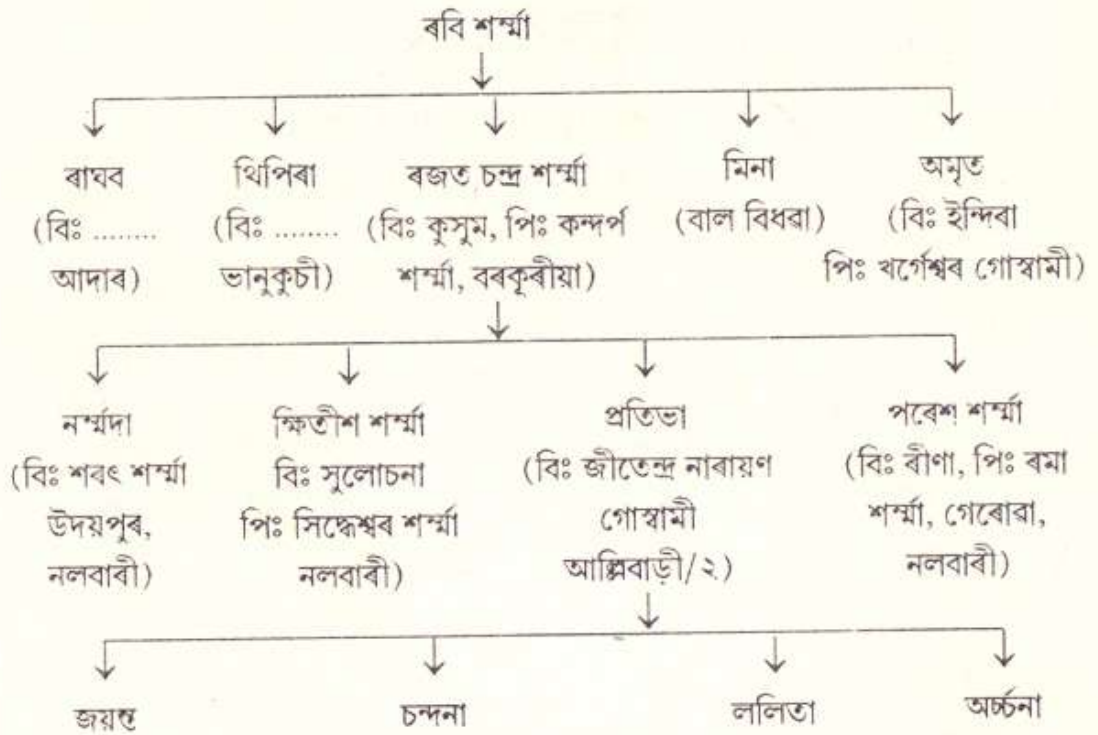 ৰবি শৰ্ম্মা
ৰাঘব থিপিৰা ৰজত চন্দ্ৰ শৰ্ম্মা মিনা অমৃত
(বিঃ ........ (বিঃ ........ (বিঃ কুসুম, পিঃ কন্দৰ্প (বাল বিধৱা) (বিঃ ইন্দিৰা
আদাৰ) ভানুকুচী) শৰ্ম্মা, বৰকূৰীয়া) পিঃ খৰ্গেশ্বৰ গোস্বামী)
নৰ্ম্মদা ক্ষিতীশ শৰ্ম্মা প্ৰতিভা পৰেশ শৰ্ম্মা
(বিঃ শৰৎ শৰ্ম্মা বিঃ সুলোচনা (বিঃ জীতেন্দ্ৰ নাৰায়ণ (বিঃ ৰীণা, পিঃ ৰমা
উদয়পুৰ, পিঃ সিদ্ধেশ্বৰ শৰ্ম্মা গোস্বামী শৰ্ম্মা, গেৰোৱা,
নলবাৰী) নলবাৰী) আল্লিবাড়ী/২) নলবাৰী)
জয়ন্ত চন্দনা ললিতা অৰ্চ্চনা